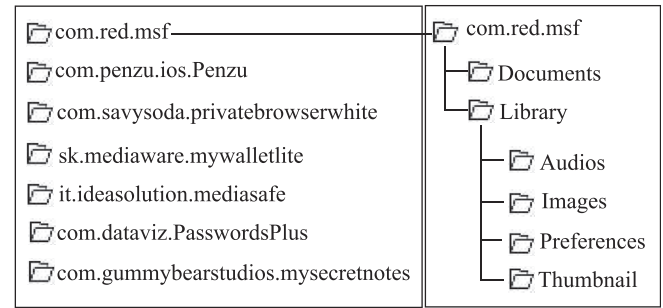 com.red.msf
com.penzu.ios.Penzu
com.savysoda.privatebrowserwhite
sk.mediaware.mywalletlite
it.ideasolution.mediasafe
com.dataviz.PasswordsPlus
com.gummybearstudios.mysecretnotes
com.red.msf
Documents
Library
Audios
Images
Preferences
Thumbnail